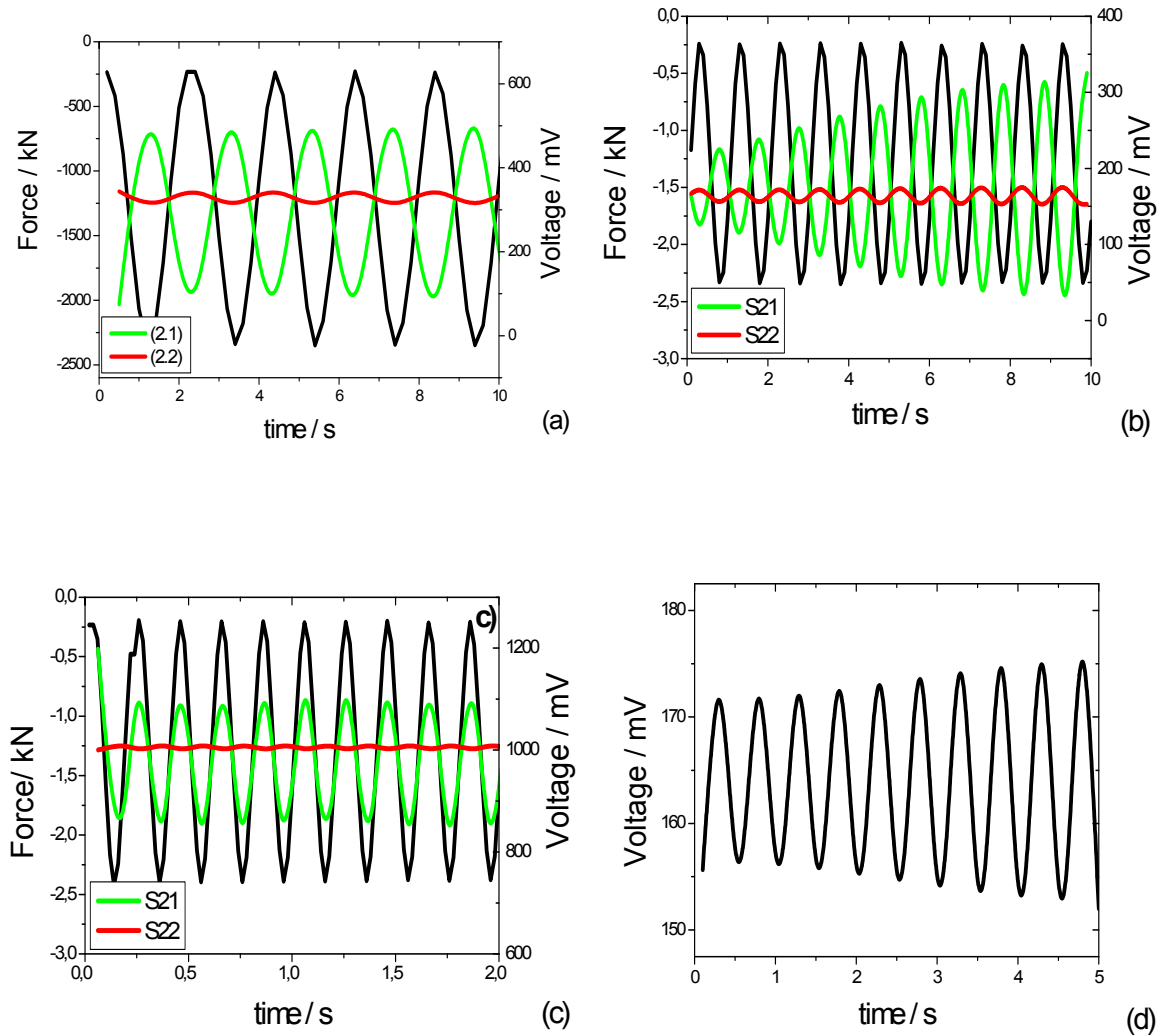 0
-500
-1000
-1500
-2000
-2500
Force / kN
600
400
200
0
Voltage / mV
(2.1)
(2.2)
0 2 4 6 8 10
time / s
(a)
0,0
-0,5
-1,0
-1,5
-2,0
-2,5
-3,0
Force / kN
400
300
200
100
0
Voltage / mV
S21
S22
0 2 4 6 8 10
time / s
(b)
0,0
-0,5
-1,0
-1,5
-2,0
-2,5
-3,0
Force/ kN
c)
1200
1000
800
600
Voltage / mV
S21
S22
0,0 0,5 1,0 1,5 2,0
time / s
(c)
180
170
160
150
Voltage / mV
0 1 2 3 4 5
time / s
(d)